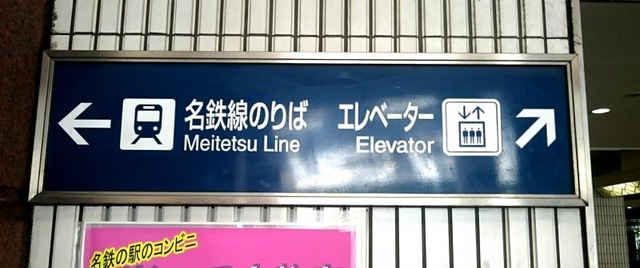 名鉄線のりば
Meitetsu Line
エレベーター
Elevator
名鉄の駅のコンビニ